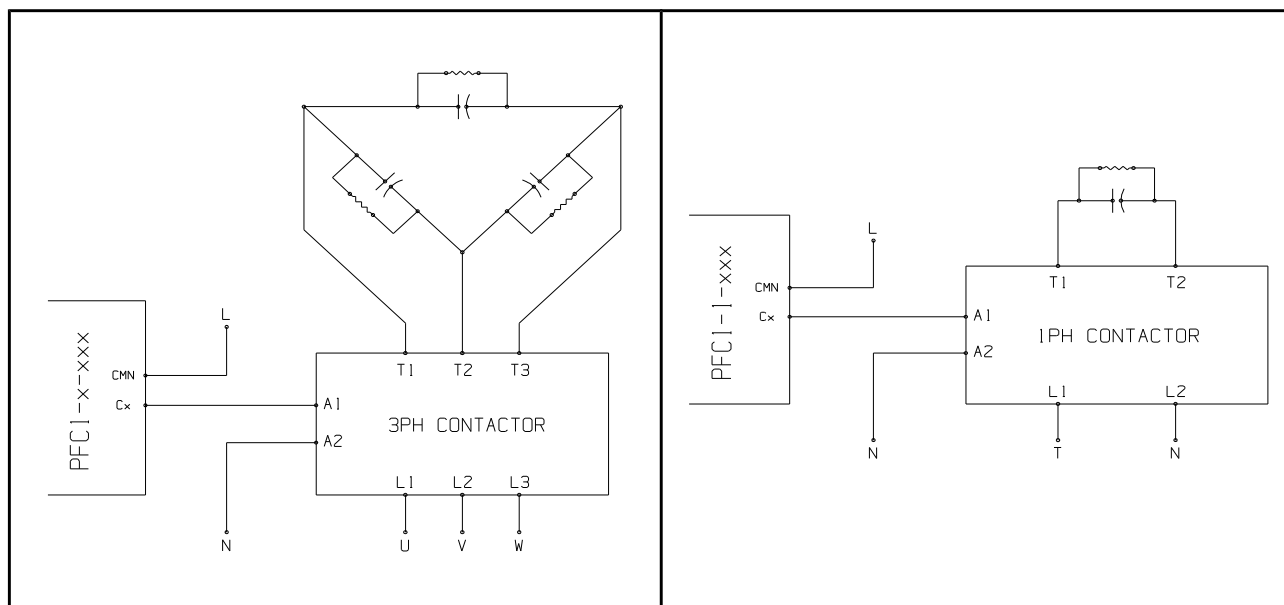 PFC1-x-xxx
CMN
Cx
L
N
T1 T2 T3
A1
A2
3PH CONTACTOR
L1 L2 L3
U V W
PFC1-1-xxx
CMN
Cx
L
N
T1 T2
A1
A2
1PH CONTACTOR
L1 L2
T N